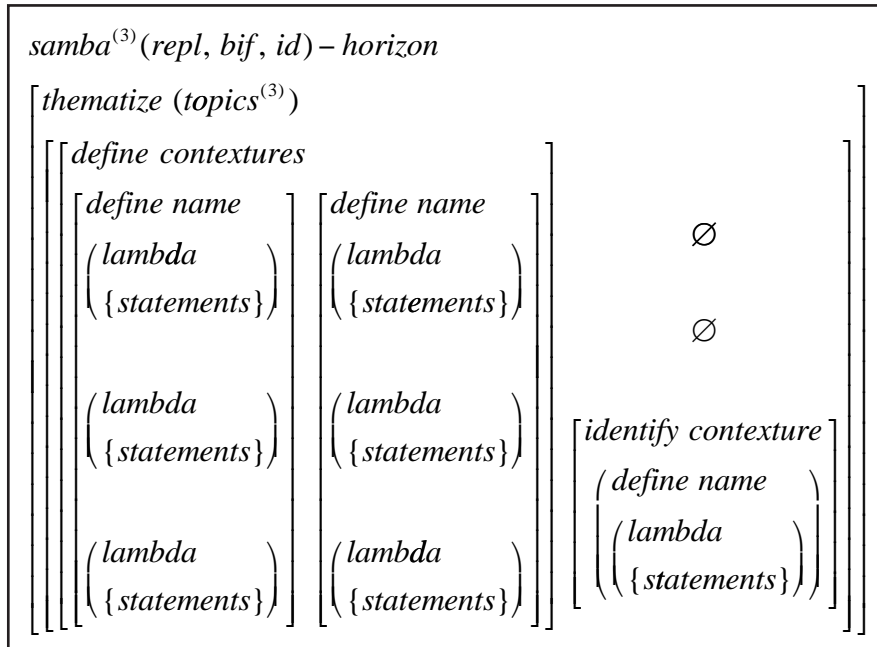 samba^(3)(repl, bif, id) – horizon
thematize (topics^(3))
define contextures
define name define name
lambda lambda ∅
{statements} {statements}
∅
lambda lambda identify contexture
{statements} {statements} define name
lambda lambda lambda
{statements} {statements} {statements}